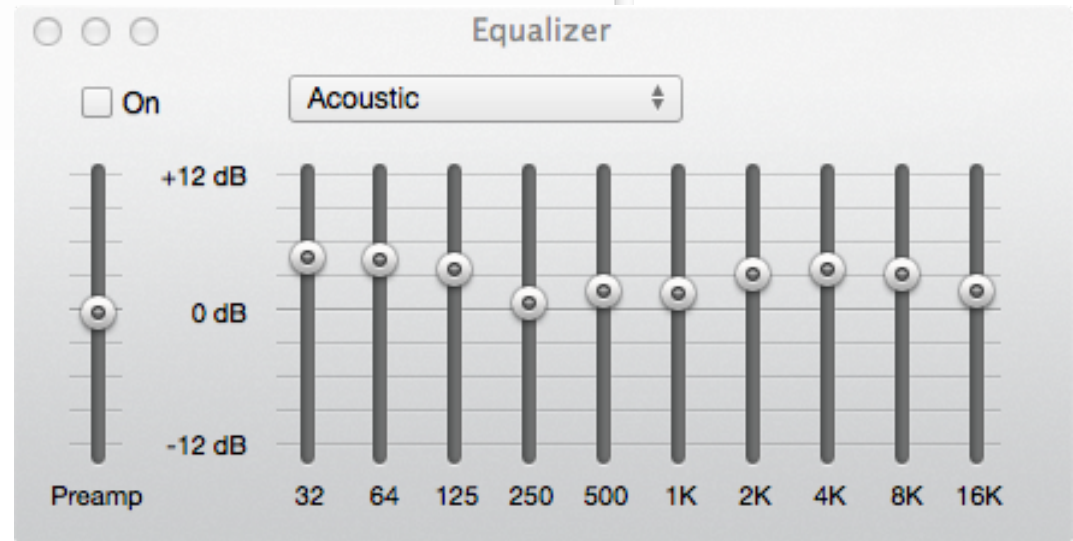 Equalizer
On
Acoustic
+12 dB
0 dB
-12 dB
Preamp 32 64 125 250 500 1K 2K 4K 8K 16K